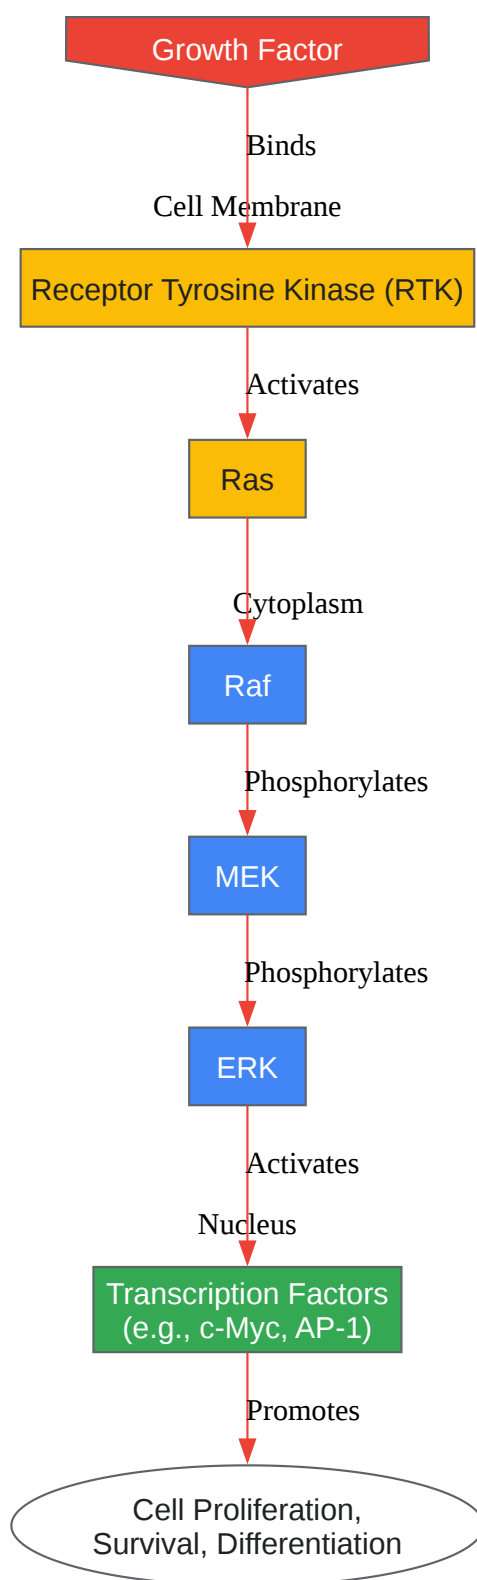 Growth Factor
Binds
Cell Membrane
Receptor Tyrosine Kinase (RTK)
Activates
Ras
Cytoplasm
Raf
Phosphorylates
MEK
Phosphorylates
ERK
Activates
Nucleus
Transcription Factors
(e.g., c-Myc, AP-1)
Promotes
Cell Proliferation,
Survival, Differentiation